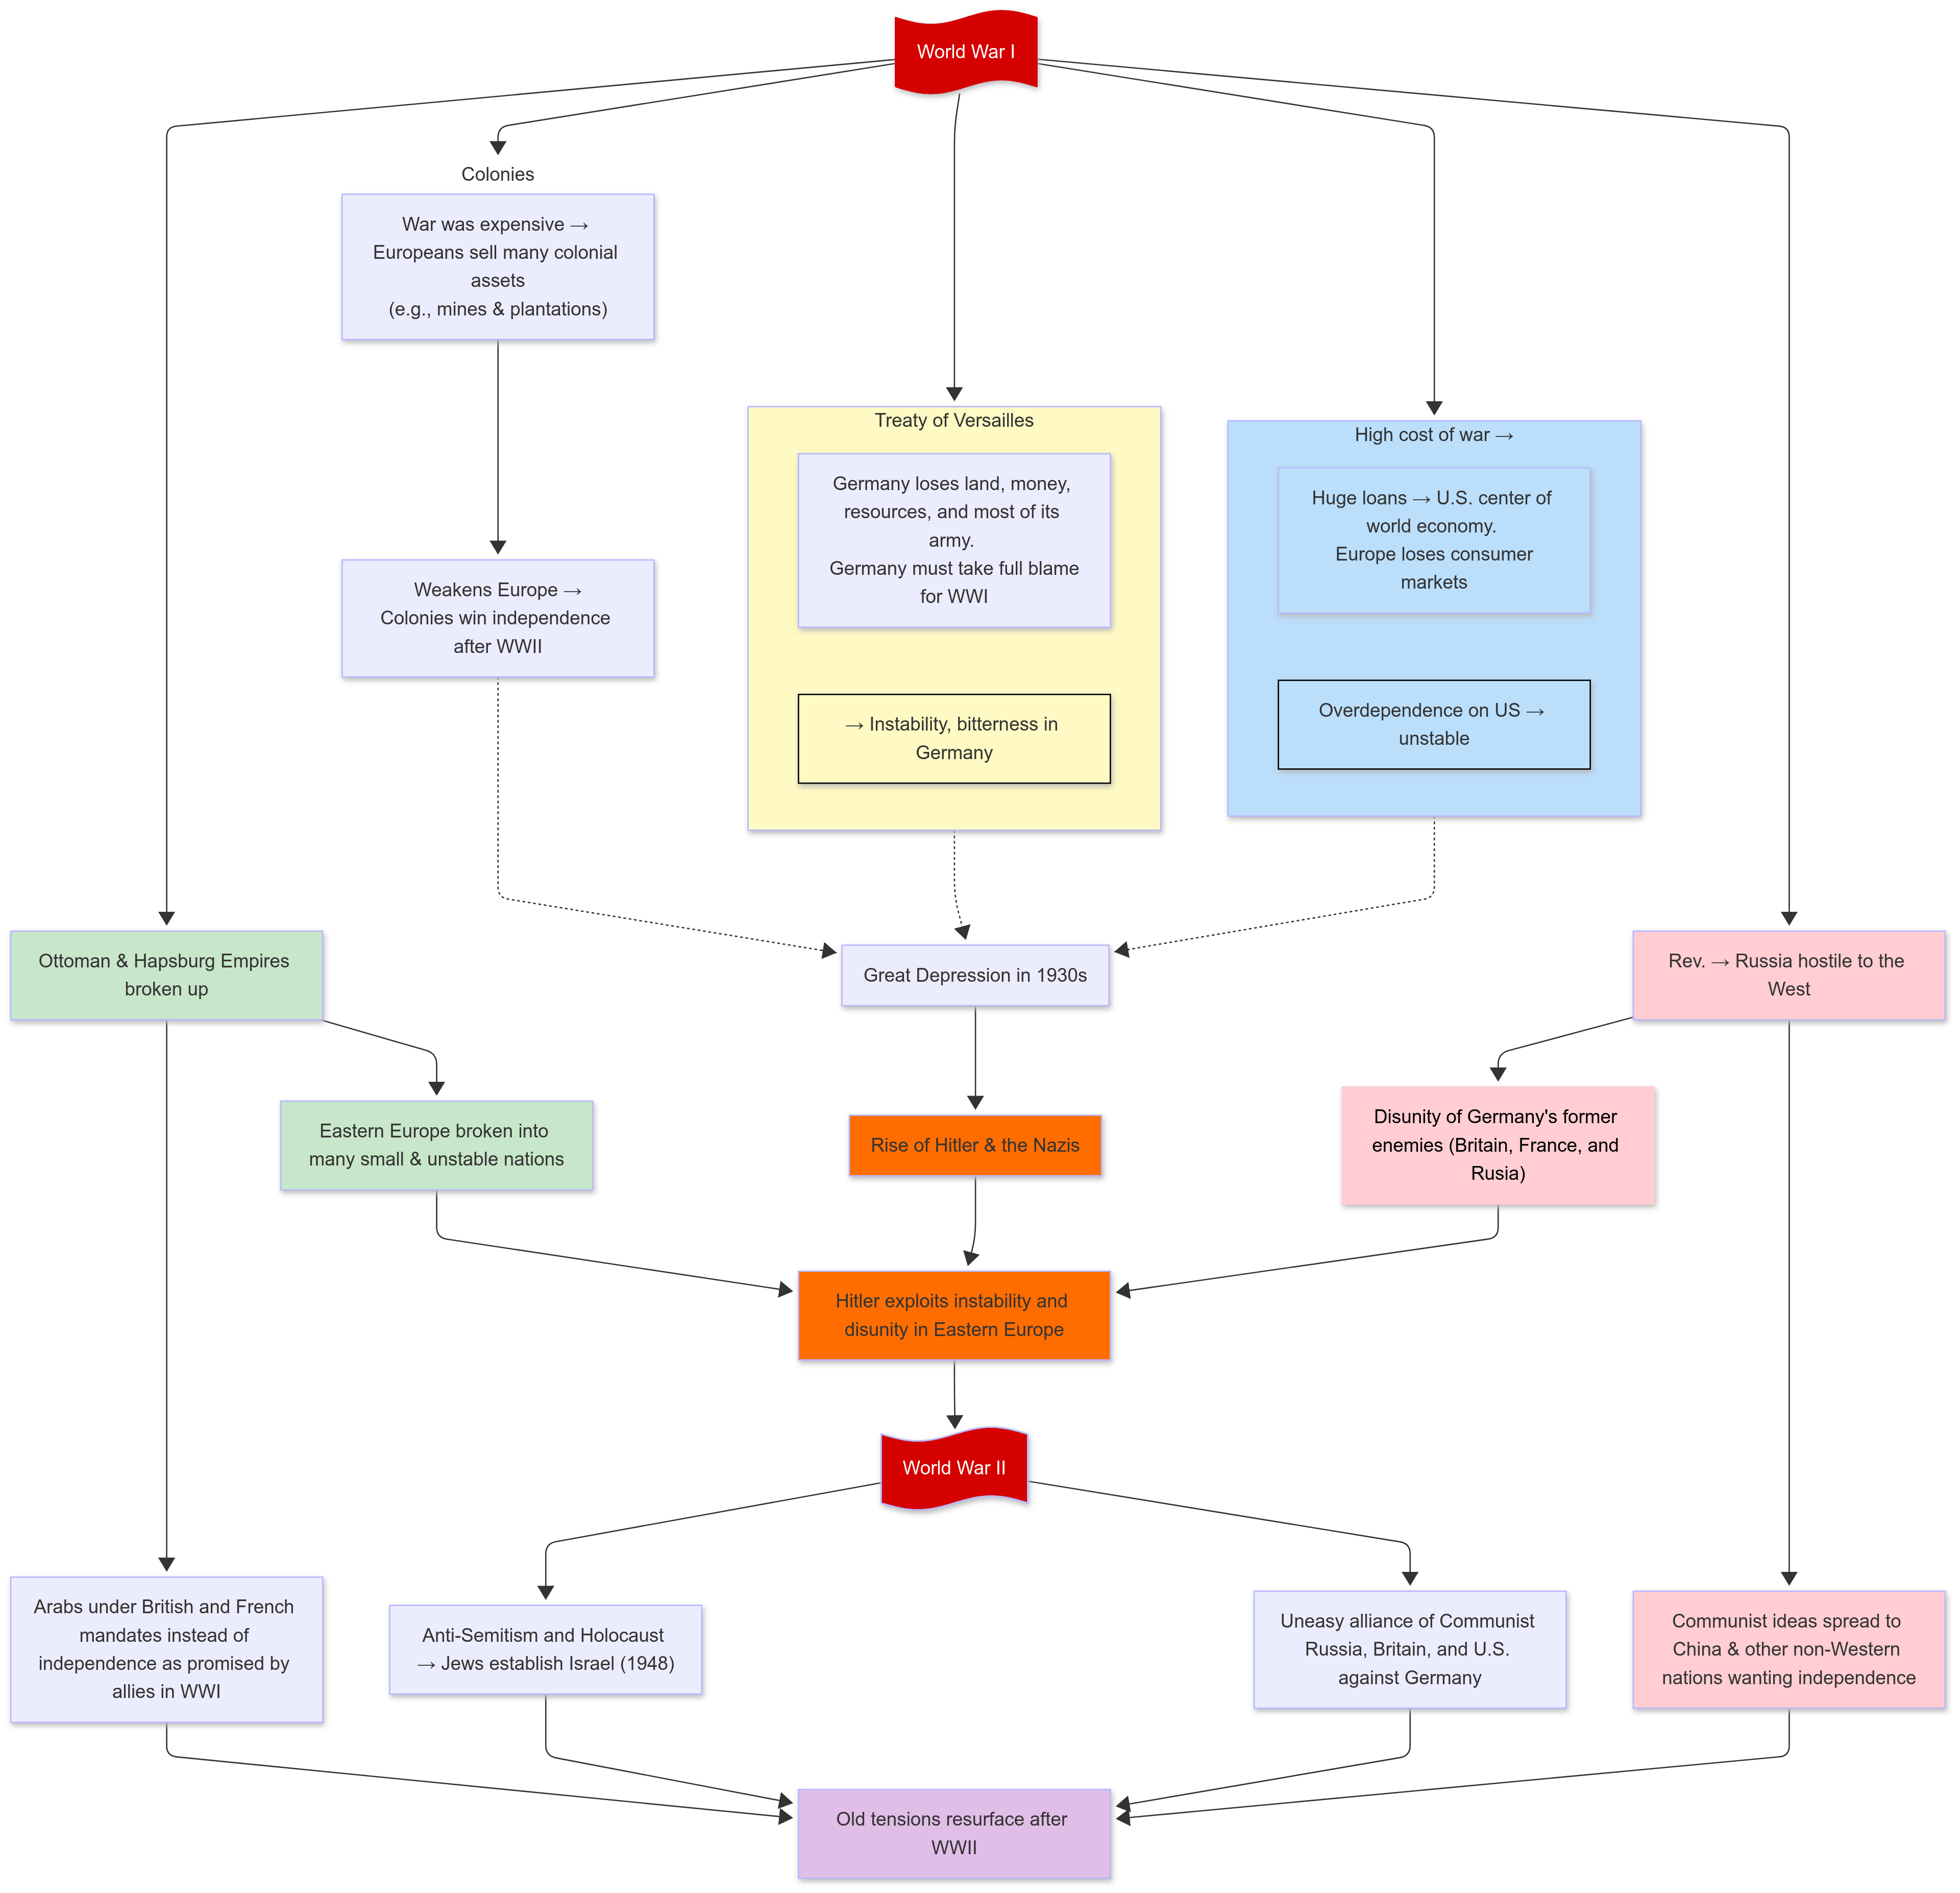 World War I
Colonies
War was expensive →
Europeans sell many colonial
assets
(e.g., mines & plantations)
Treaty of Versailles
Germany loses land, money,
resources, and most of its
army.
Germany must take full blame
for WWI
High cost of war →
Huge loans → U.S. center of
world economy.
Europe loses consumer
markets
Weakens Europe →
Colonies win independence
after WWII
→ Instability, bitterness in
Germany
Overdependence on US →
unstable
Ottoman & Hapsburg Empires
broken up
Great Depression in 1930s
Rev. → Russia hostile to the
West
Eastern Europe broken into
many small & unstable nations
Rise of Hitler & the Nazis
Disunity of Germany's former
enemies (Britain, France, and
Rusia)
Hitler exploits instability and
disunity in Eastern Europe
World War II
Arabs under British and French
mandates instead of
independence as promised by
allies in WWI
Anti-Semitism and Holocaust
→ Jews establish Israel (1948)
Uneasy alliance of Communist
Russia, Britain, and U.S.
against Germany
Communist ideas spread to
China & other non-Western
nations wanting independence
Old tensions resurface after
WWII